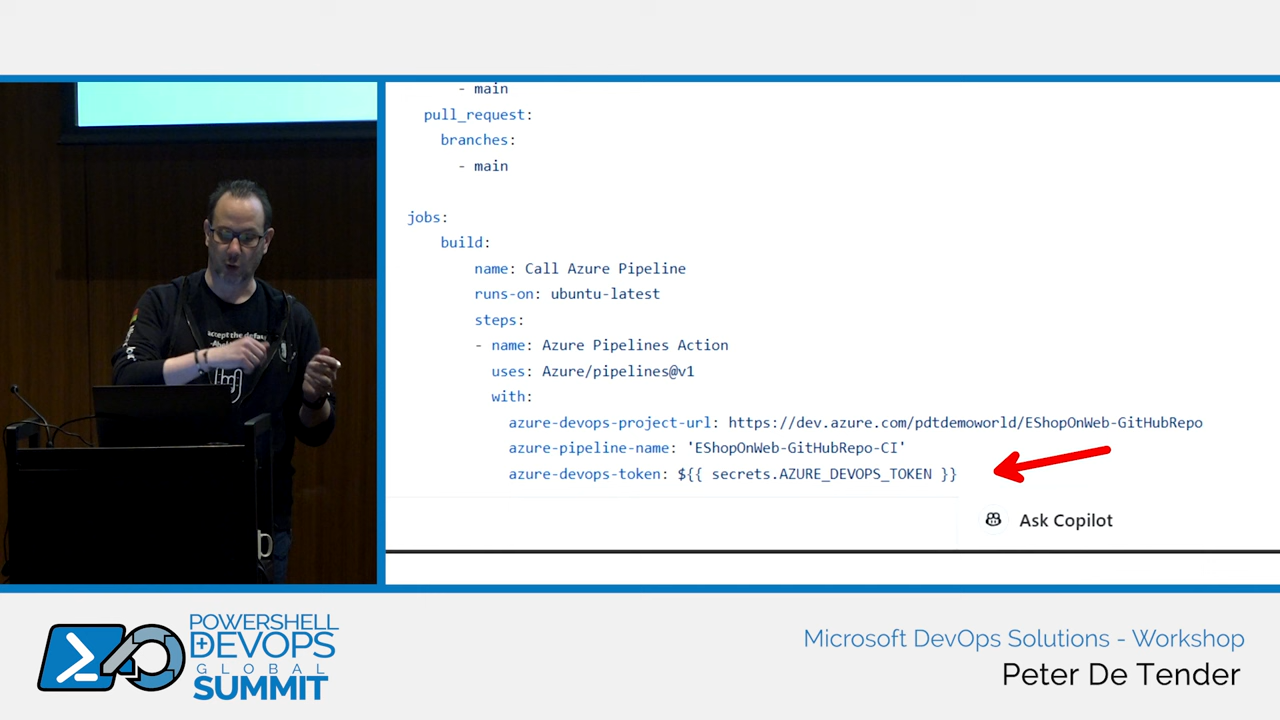 - main
pull_request:
branches:
- main
jobs:
build:
name: Call Azure Pipeline
runs-on: ubuntu-latest
steps:
- name: Azure Pipelines Action
uses: Azure/pipelines@v1
with:
azure-devops-project-url: https://dev.azure.com/pdtdemoworld/EShopOnWeb-GitHubRepo
azure-pipeline-name: 'EShopOnWeb-GitHubRepo-CI'
azure-devops-token: ${{ secrets.AZURE_DEVOPS_TOKEN }}
Ask Copilot
accept the
POWERSHELL
DEVOPS
GLOBAL
SUMMIT
Microsoft DevOps Solutions - Workshop
Peter De Tender